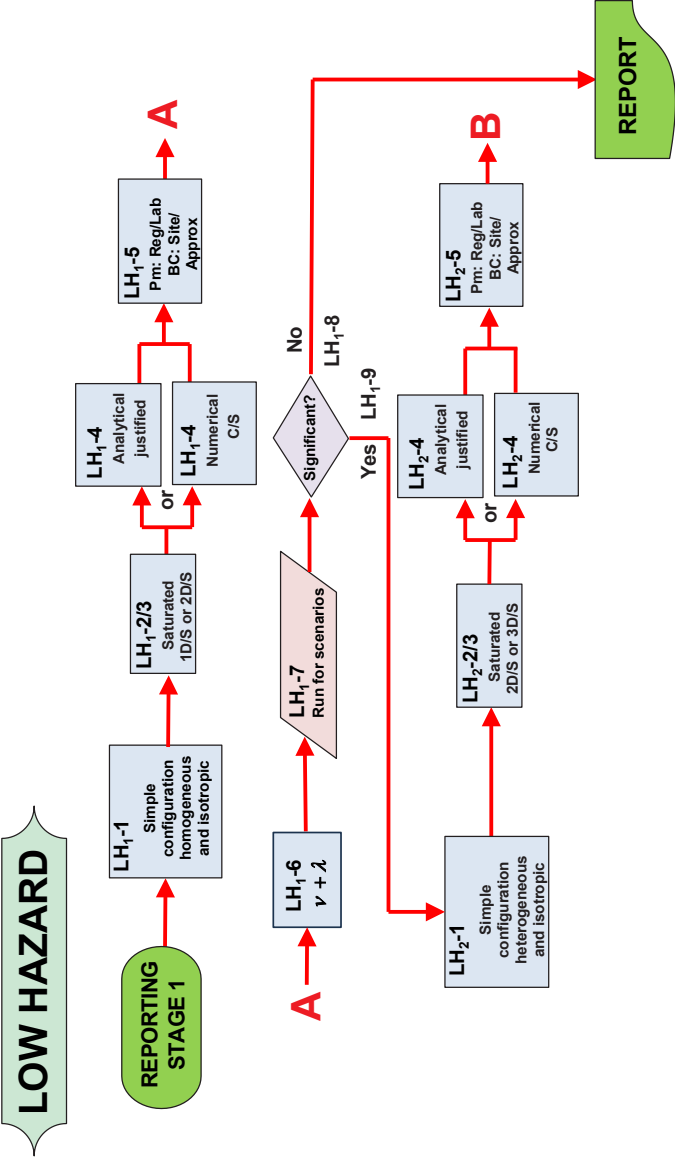 LOW HAZARD
REPORTING
STAGE 1
LH₁-1
Simple
configuration
homogeneous
and isotropic
LH₁-2/3
Saturated
1D/S or 2D/S
LH₁-4
Analytical
justified
or
LH₁-4
Numerical
C/S
LH₁-5
Pm: Reg/Lab
BC: Site/
Approx
A
A
LH₁-6
ν + λ
LH₁-7
Run for scenarios
Significant?
No
LH₁-8
Yes
LH₁-9
LH₂-1
Simple
configuration
heterogeneous
and isotropic
LH₂-2/3
Saturated
2D/S or 3D/S
LH₂-4
Analytical
justified
or
LH₂-4
Numerical
C/S
LH₂-5
Pm: Reg/Lab
BC: Site/
Approx
B
REPORT